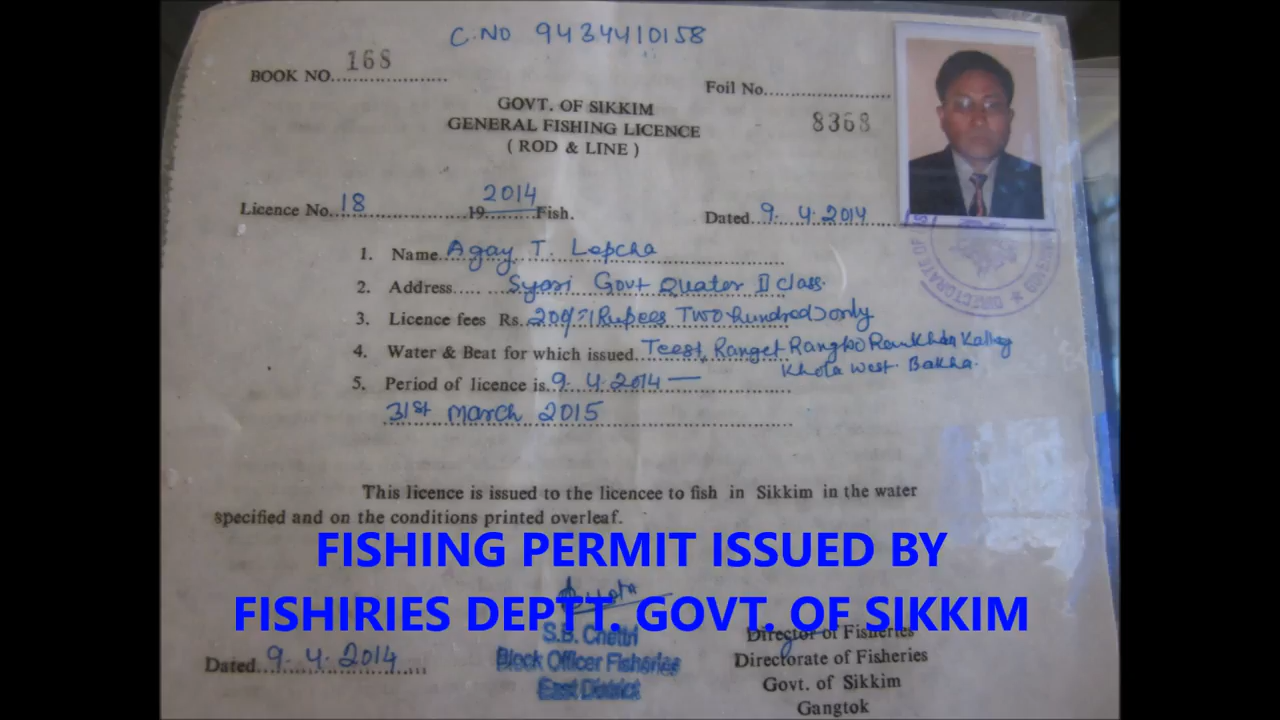 C.NO 9434410158
BOOK NO. 168
Foil No.
8368
GOVT. OF SIKKIM
GENERAL FISHING LICENCE
( ROD & LINE )
Licence No. 18 19 2014 Fish. Dated 9. 4. 2014
1. Name Agay T. Lepcha
2. Address Syari Govt Quater II class.
3. Licence fees Rs. 200/=(Rupees Two Hundred) only
4. Water & Beat for which issued. Teest, Ranget Rangpo
Khola West. Bakha.
5. Period of licence is. 9. 4. 2014 —
31st March 2015
This licence is issued to the licencee to fish in Sikkim in the water
specified and on the conditions printed overleaf.
FISHING PERMIT ISSUED BY
FISHIRIES DEPTT. GOVT. OF SIKKIM
S.B. Chettri
Block Officer Fisheries
East District
Dated 9. 4. 2014
Director of Fisheries
Directorate of Fisheries
Govt. of Sikkim
Gangtok
DIRECTORATE OF